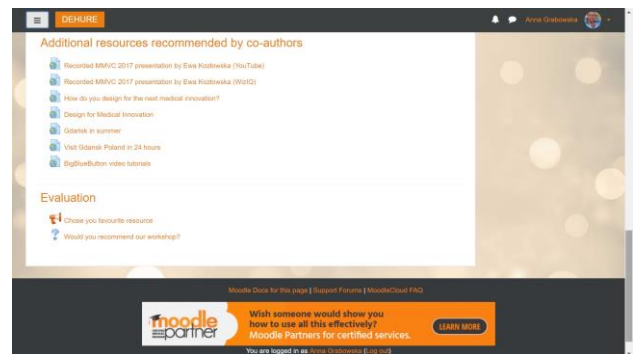 DEHURE
Anna Grabowska
Additional resources recommended by co-authors
Recorded MMVC 2017 presentation by Ewa Kozlowska (YouTube)
Recorded MMVC 2017 presentation by Ewa Kozlowska (WizIQ)
How do you design for the next medical innovation?
Design for Medical Innovation
Gdańsk in summer
Visit Gdansk Poland in 24 hours
BigBlueButton video tutorials
Evaluation
Chose you favourite resource
Would you recommend our workshop?
Moodle Docs for this page | Support Forums | MoodleCloud FAQ
moodle
partner
Wish someone would show you
how to use all this effectively?
Moodle Partners for certified services.
LEARN MORE
You are logged in as Anna Grabowska (Log out)